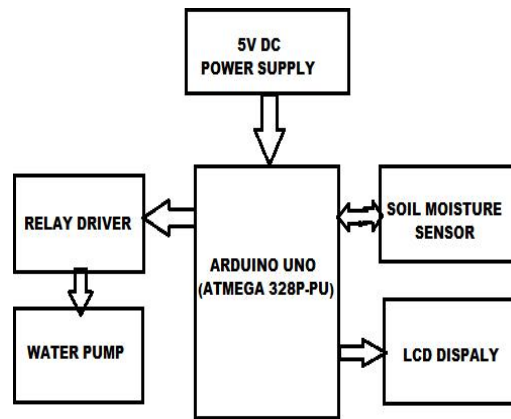 5V DC
POWER SUPPLY
RELAY DRIVER
WATER PUMP
ARDUINO UNO
(ATMEGA 328P-PU)
SOIL MOISTURE
SENSOR
LCD DISPALY